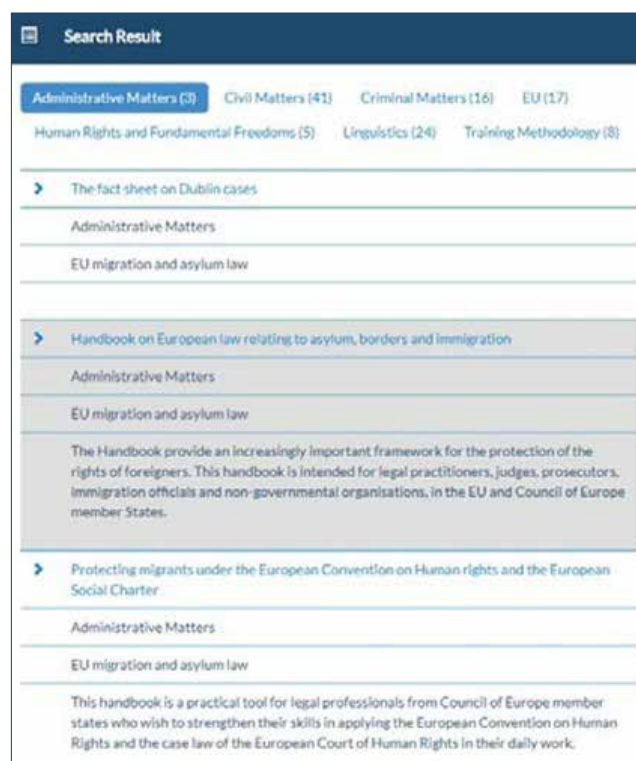 Search Result
Administrative Matters (3) Civil Matters (41) Criminal Matters (16) EU (17)
Human Rights and Fundamental Freedoms (5) Linguistics (24) Training Methodology (8)
The fact sheet on Dublin cases
Administrative Matters
EU migration and asylum law
Handbook on European law relating to asylum, borders and immigration
Administrative Matters
EU migration and asylum law
The Handbook provide an increasingly important framework for the protection of the
rights of foreigners. This handbook is intended for legal practitioners, judges, prosecutors,
immigration officials and non-governmental organisations, in the EU and Council of Europe
member States.
Protecting migrants under the European Convention on Human rights and the European
Social Charter
Administrative Matters
EU migration and asylum law
This handbook is a practical tool for legal professionals from Council of Europe member
states who wish to strengthen their skills in applying the European Convention on Human
Rights and the case law of the European Court of Human Rights in their daily work.